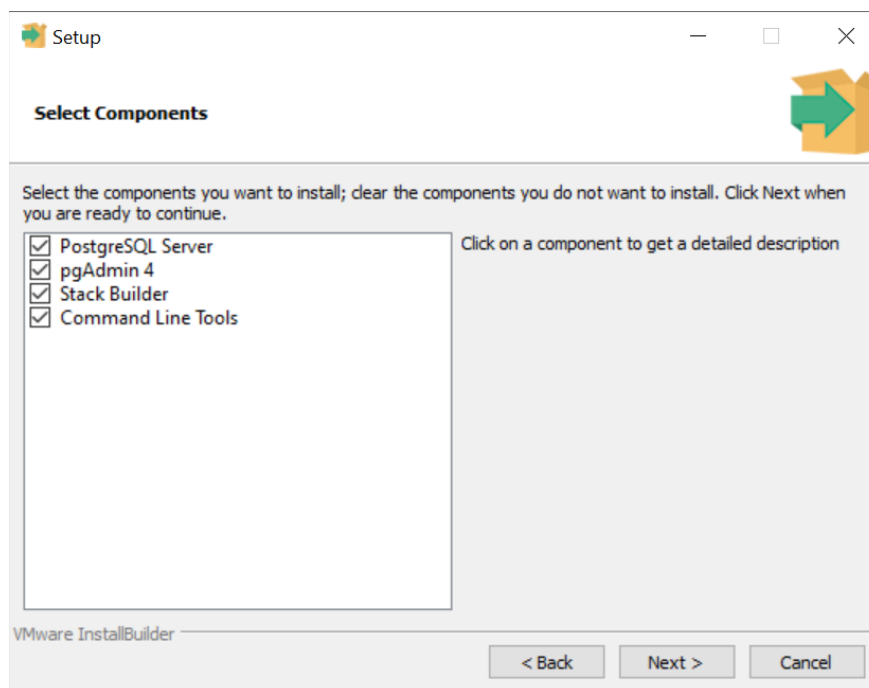 Setup
Select Components
Select the components you want to install; clear the components you do not want to install. Click Next when
you are ready to continue.
PostgreSQL Server
pgAdmin 4
Stack Builder
Command Line Tools
Click on a component to get a detailed description
VMware InstallBuilder
< Back
Next >
Cancel